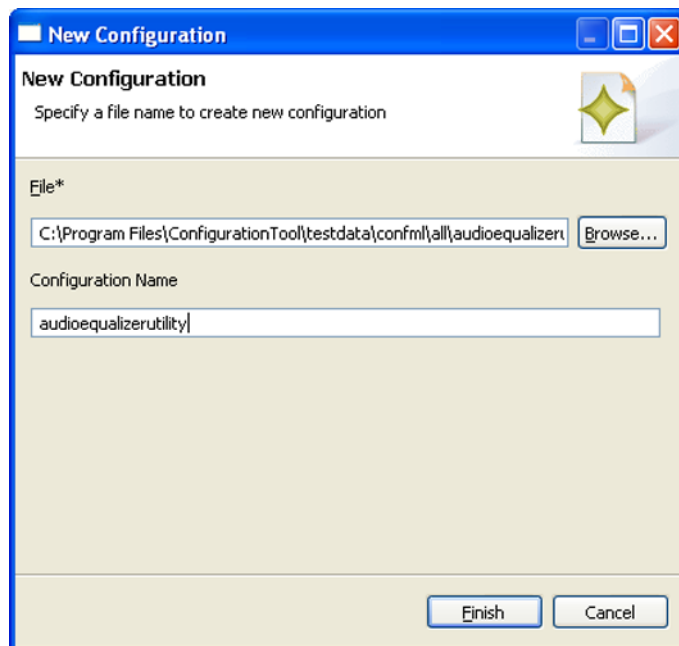 New Configuration
New Configuration
Specify a file name to create new configuration
File*
C:\Program Files\ConfigurationTool\testdata\confml\all\audioequalizeru
Browse...
Configuration Name
audioequalizerutility
Finish
Cancel